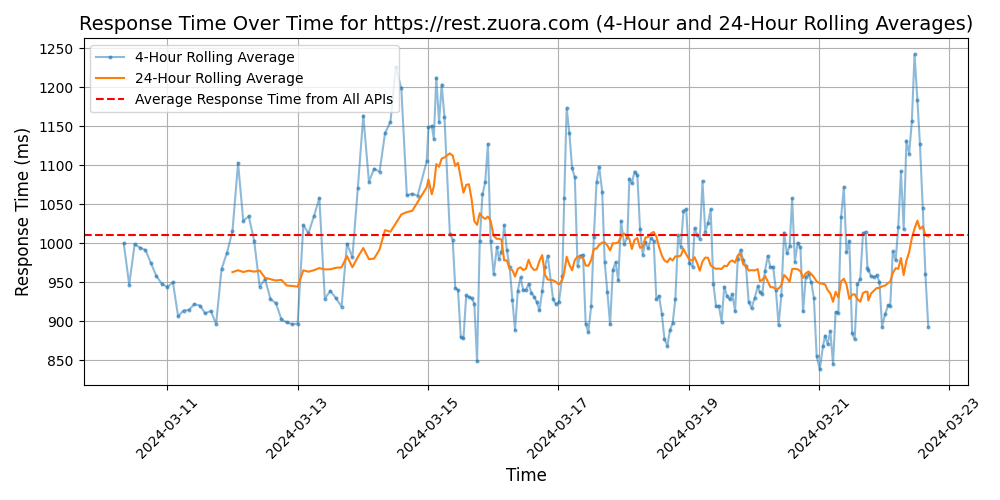 Response Time Over Time for https://rest.zuora.com (4-Hour and 24-Hour Rolling Averages)
4-Hour Rolling Average
24-Hour Rolling Average
Average Response Time from All APIs
Response Time (ms)
1250
1200
1150
1100
1050
1000
950
900
850
2024-03-11
2024-03-13
2024-03-15
2024-03-17
2024-03-19
2024-03-21
2024-03-23
Time